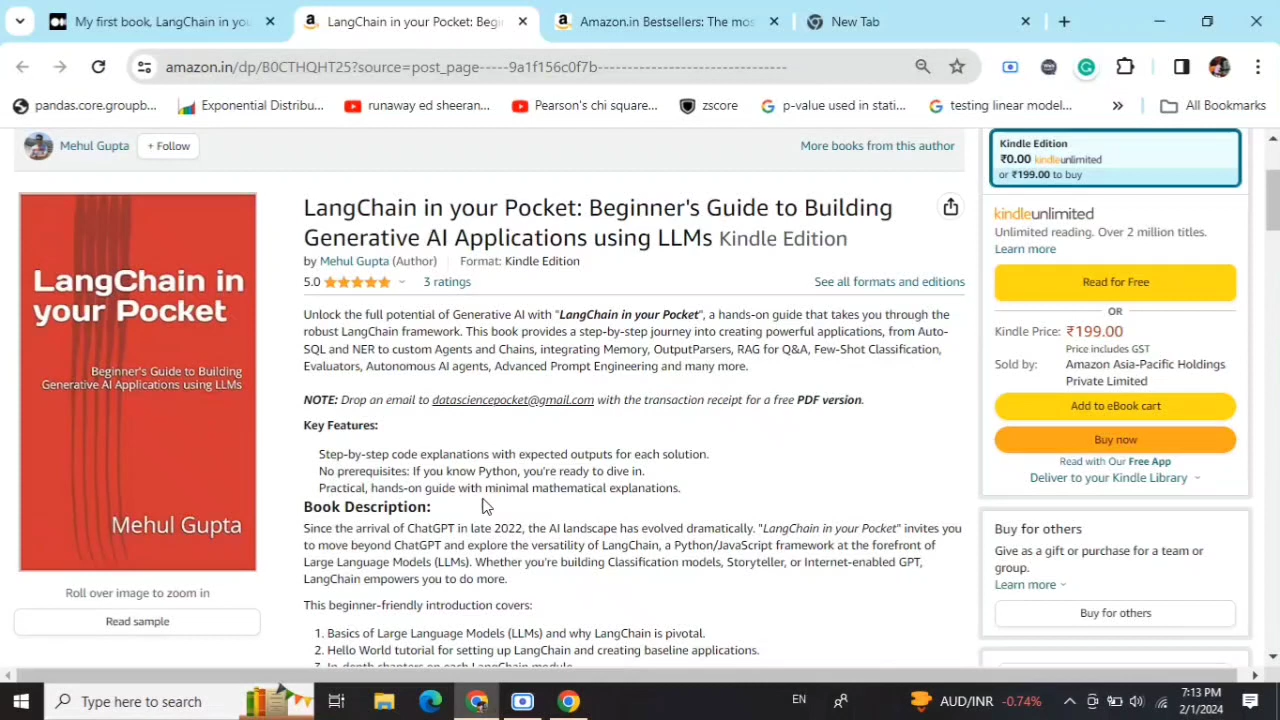 My first book, LangChain in you
LangChain in your Pocket: Begi
Amazon.in Bestsellers: The mos
New Tab
amazon.in/dp/B0CTHQHT25?source=post_page-----9a1f156c0f7b--------------------------------
pandas.core.groupb...
Exponential Distribu...
runaway ed sheeran...
Pearson's chi square...
zscore
p-value used in stati...
testing linear model...
»
All Bookmarks
Mehul Gupta
+ Follow
More books from this author
LangChain in your Pocket: Beginner's Guide to Building
Generative AI Applications using LLMs Kindle Edition
by Mehul Gupta (Author) Format: Kindle Edition
5.0 3 ratings
See all formats and editions
Unlock the full potential of Generative AI with "LangChain in your Pocket", a hands-on guide that takes you through the
robust LangChain framework. This book provides a step-by-step journey into creating powerful applications, from Auto-
SQL and NER to custom Agents and Chains, integrating Memory, OutputParsers, RAG for Q&A, Few-Shot Classification,
Evaluators, Autonomous AI agents, Advanced Prompt Engineering and many more.
NOTE: Drop an email to datasciencepocket@gmail.com with the transaction receipt for a free PDF version.
Key Features:
Step-by-step code explanations with expected outputs for each solution.
No prerequisites: If you know Python, you're ready to dive in.
Practical, hands-on guide with minimal mathematical explanations.
Book Description:
Since the arrival of ChatGPT in late 2022, the AI landscape has evolved dramatically. "LangChain in your Pocket" invites you
to move beyond ChatGPT and explore the versatility of LangChain, a Python/JavaScript framework at the forefront of
Large Language Models (LLMs). Whether you're building Classification models, Storyteller, or Internet-enabled GPT,
LangChain empowers you to do more.
This beginner-friendly introduction covers:
1. Basics of Large Language Models (LLMs) and why LangChain is pivotal.
2. Hello World tutorial for setting up LangChain and creating baseline applications.
3. In-depth chapters on each LangChain module.
LangChain in
your Pocket
Beginner's Guide to Building
Generative AI Applications using LLMs
Mehul Gupta
Roll over image to zoom in
Read sample
Kindle Edition
₹0.00 kindleunlimited
or ₹199.00 to buy
kindleunlimited
Unlimited reading. Over 2 million titles.
Learn more
Read for Free
OR
Kindle Price: ₹199.00
Price includes GST
Sold by: Amazon Asia-Pacific Holdings
Private Limited
Add to eBook cart
Buy now
Read with Our Free App
Deliver to your Kindle Library
Buy for others
Give as a gift or purchase for a team or
group.
Learn more
Buy for others
Type here to search
EN
AUD/INR -0.74%
7:13 PM
2/1/2024